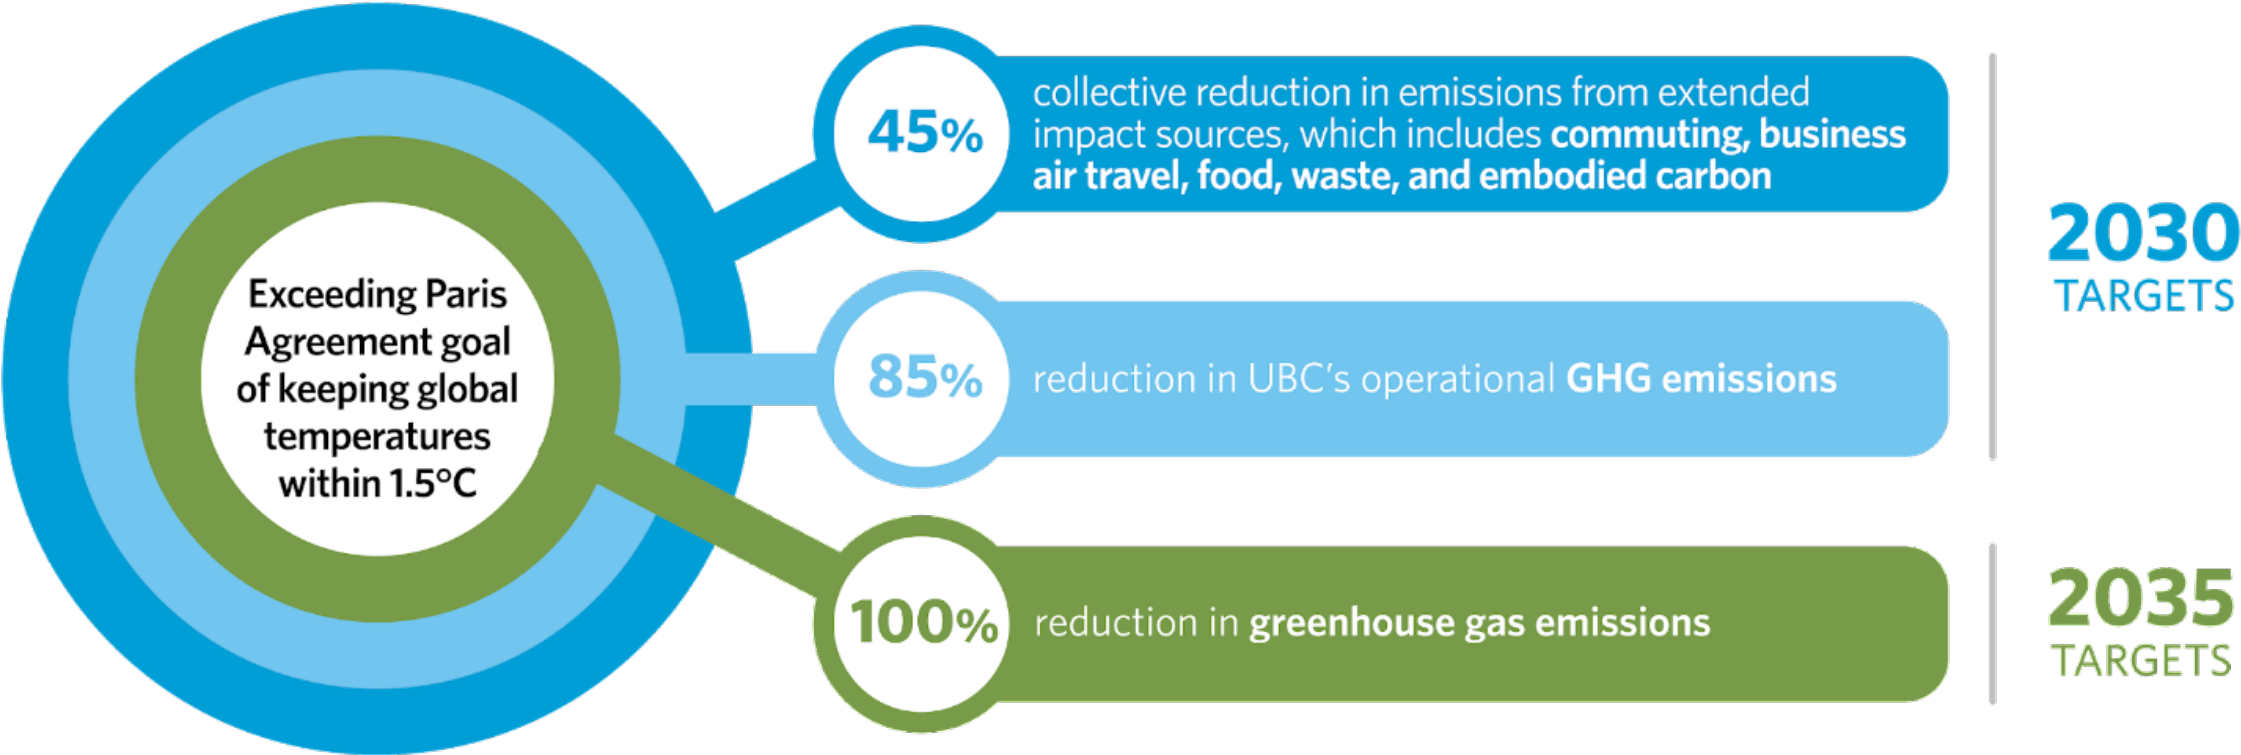 Exceeding Paris
Agreement goal
of keeping global
temperatures
within 1.5°C
45%
collective reduction in emissions from extended
impact sources, which includes commuting, business
air travel, food, waste, and embodied carbon
85%
reduction in UBC's operational GHG emissions
2030
TARGETS
100%
reduction in greenhouse gas emissions
2035
TARGETS